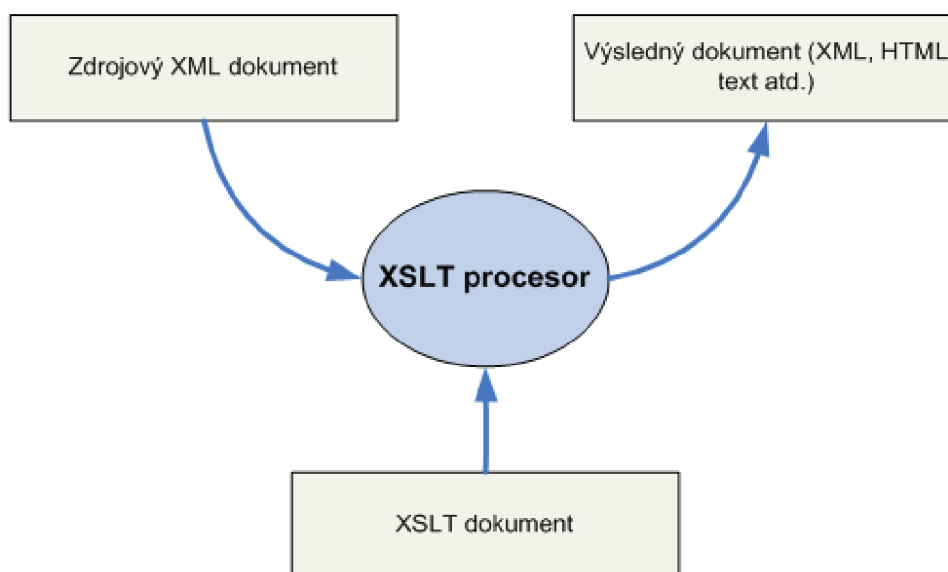 Zdrojový XML dokument
Výsledný dokument (XML, HTML
text atd.)
XSLT procesor
XSLT dokument